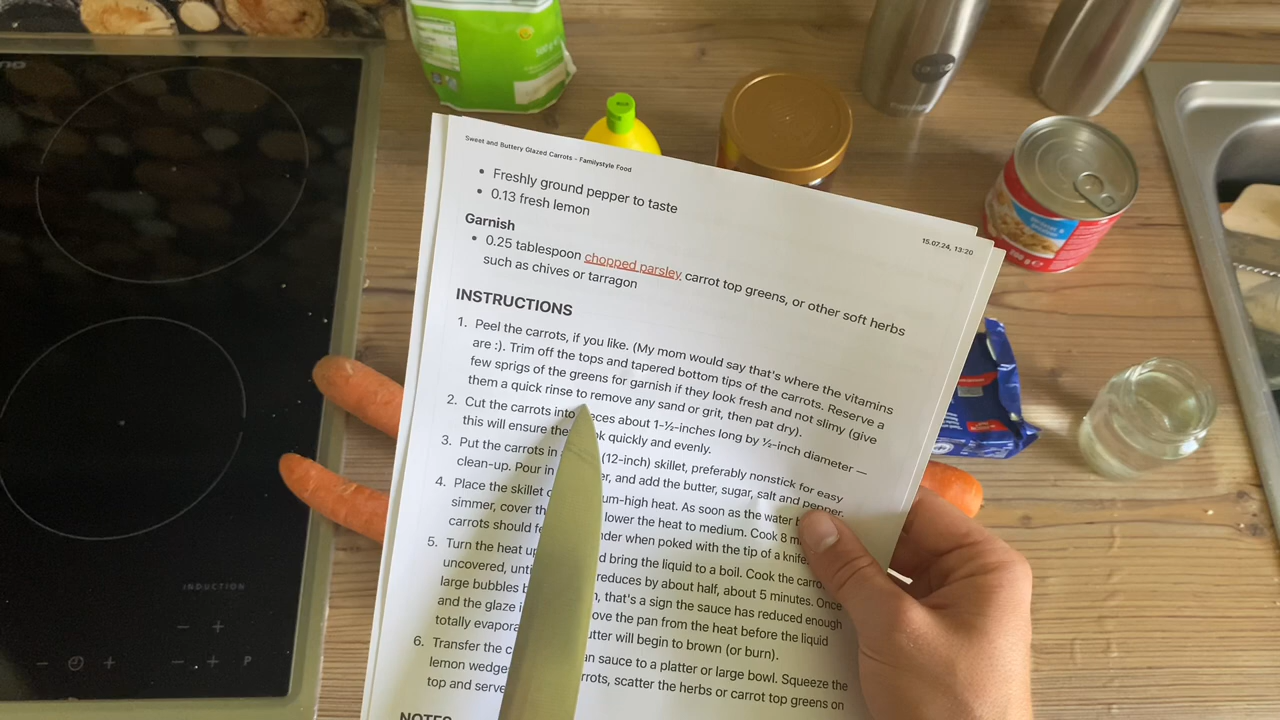 Sweet and Buttery Glazed Carrots - Familystyle Food
15.07.24, 13:20
• Freshly ground pepper to taste
• 0.13 fresh lemon
Garnish
• 0.25 tablespoon chopped parsley, carrot top greens, or other soft herbs
such as chives or tarragon
INSTRUCTIONS
1. Peel the carrots, if you like. (My mom would say that's where the vitamins
are :). Trim off the tops and tapered bottom tips of the carrots. Reserve a
few sprigs of the greens for garnish if they look fresh and not slimy (give
them a quick rinse to remove any sand or grit, then pat dry).
2. Cut the carrots into eces about 1-½-inches long by ½-inch diameter —
this will ensure the ok quickly and evenly.
3. Put the carrots in (12-inch) skillet, preferably nonstick for easy
clean-up. Pour in er, and add the butter, sugar, salt and pepper.
4. Place the skillet um-high heat. As soon as the water
simmer, cover th lower the heat to medium. Cook 8 m
carrots should fe nder when poked with the tip of a knife.
5. Turn the heat up d bring the liquid to a boil. Cook the carro
uncovered, unti reduces by about half, about 5 minutes. Once
large bubbles b n, that's a sign the sauce has reduced enough
and the glaze i ove the pan from the heat before the liquid
totally evapora utter will begin to brown (or burn).
6. Transfer the c an sauce to a platter or large bowl. Squeeze the
lemon wedge rrots, scatter the herbs or carrot top greens on
top and serve
NOTES
INDUCTION
P